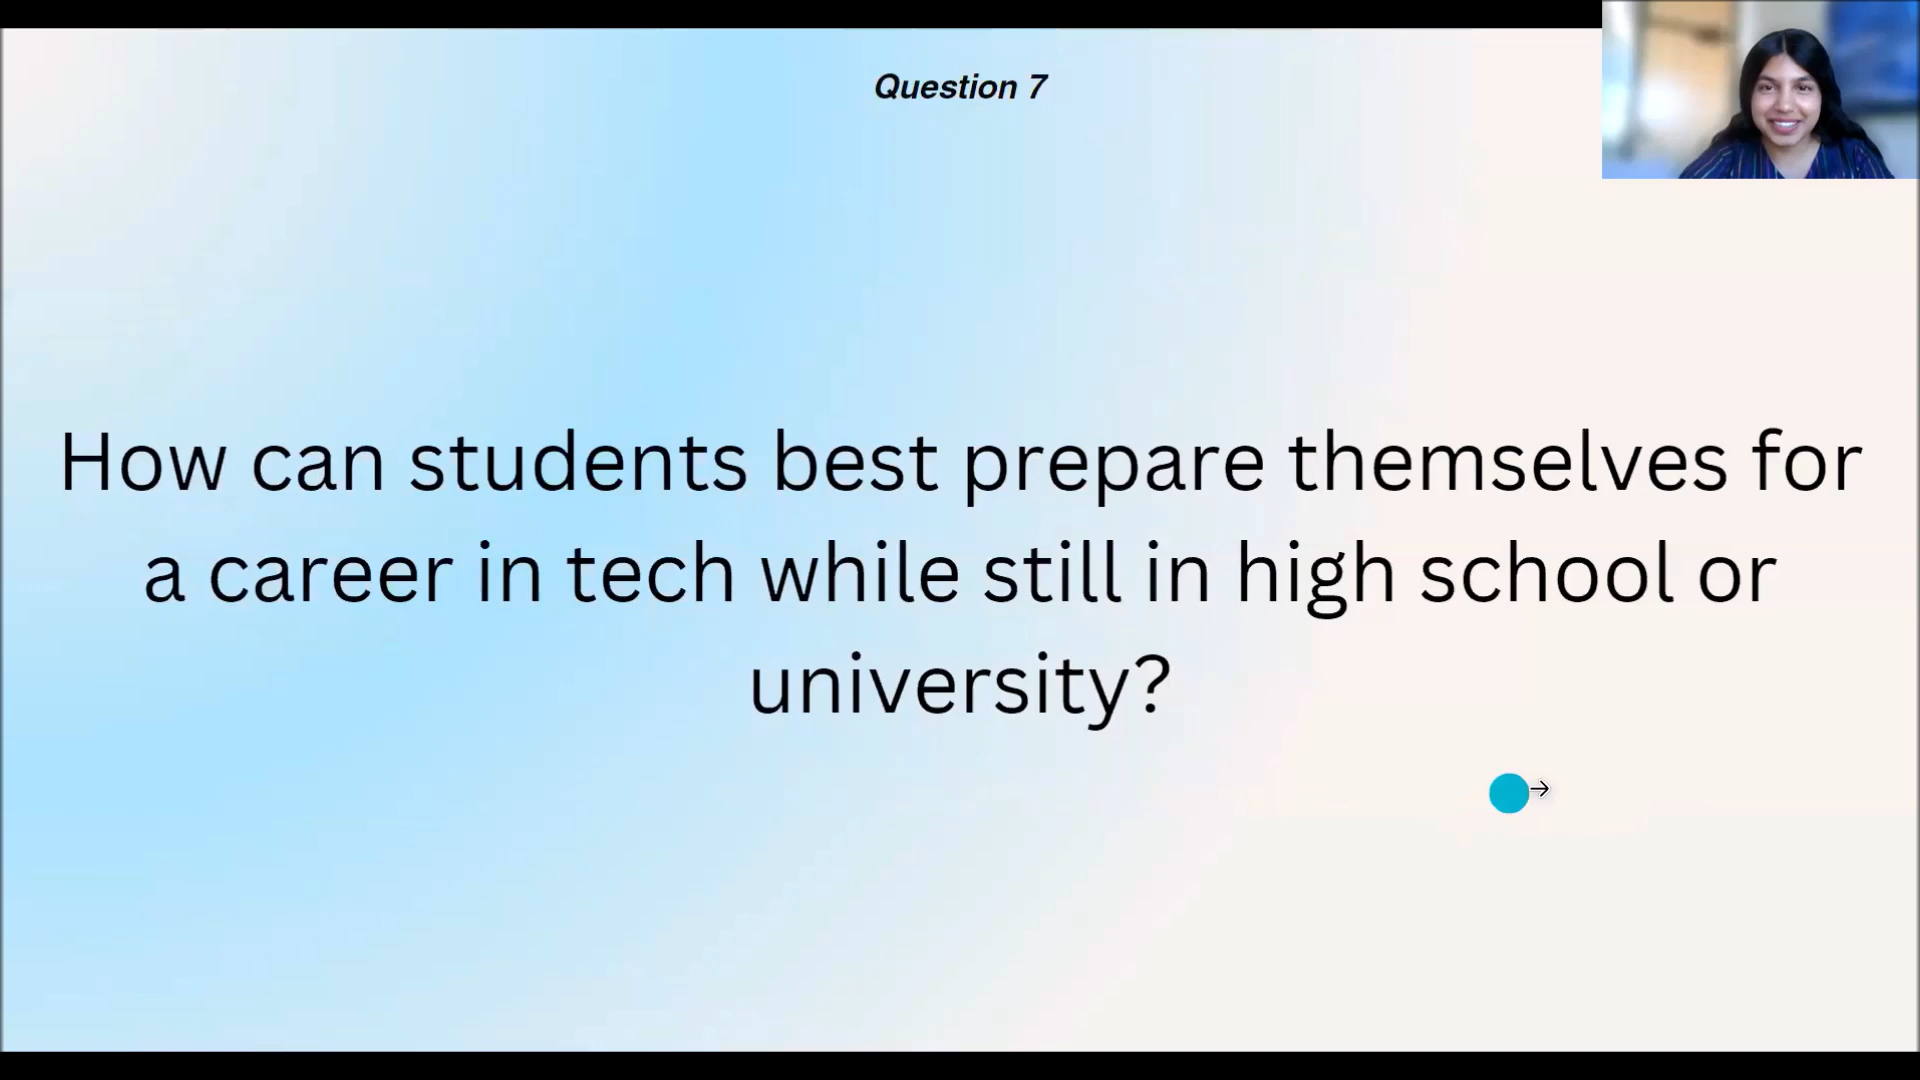 Question 7
How can students best prepare themselves for
a career in tech while still in high school or
university?